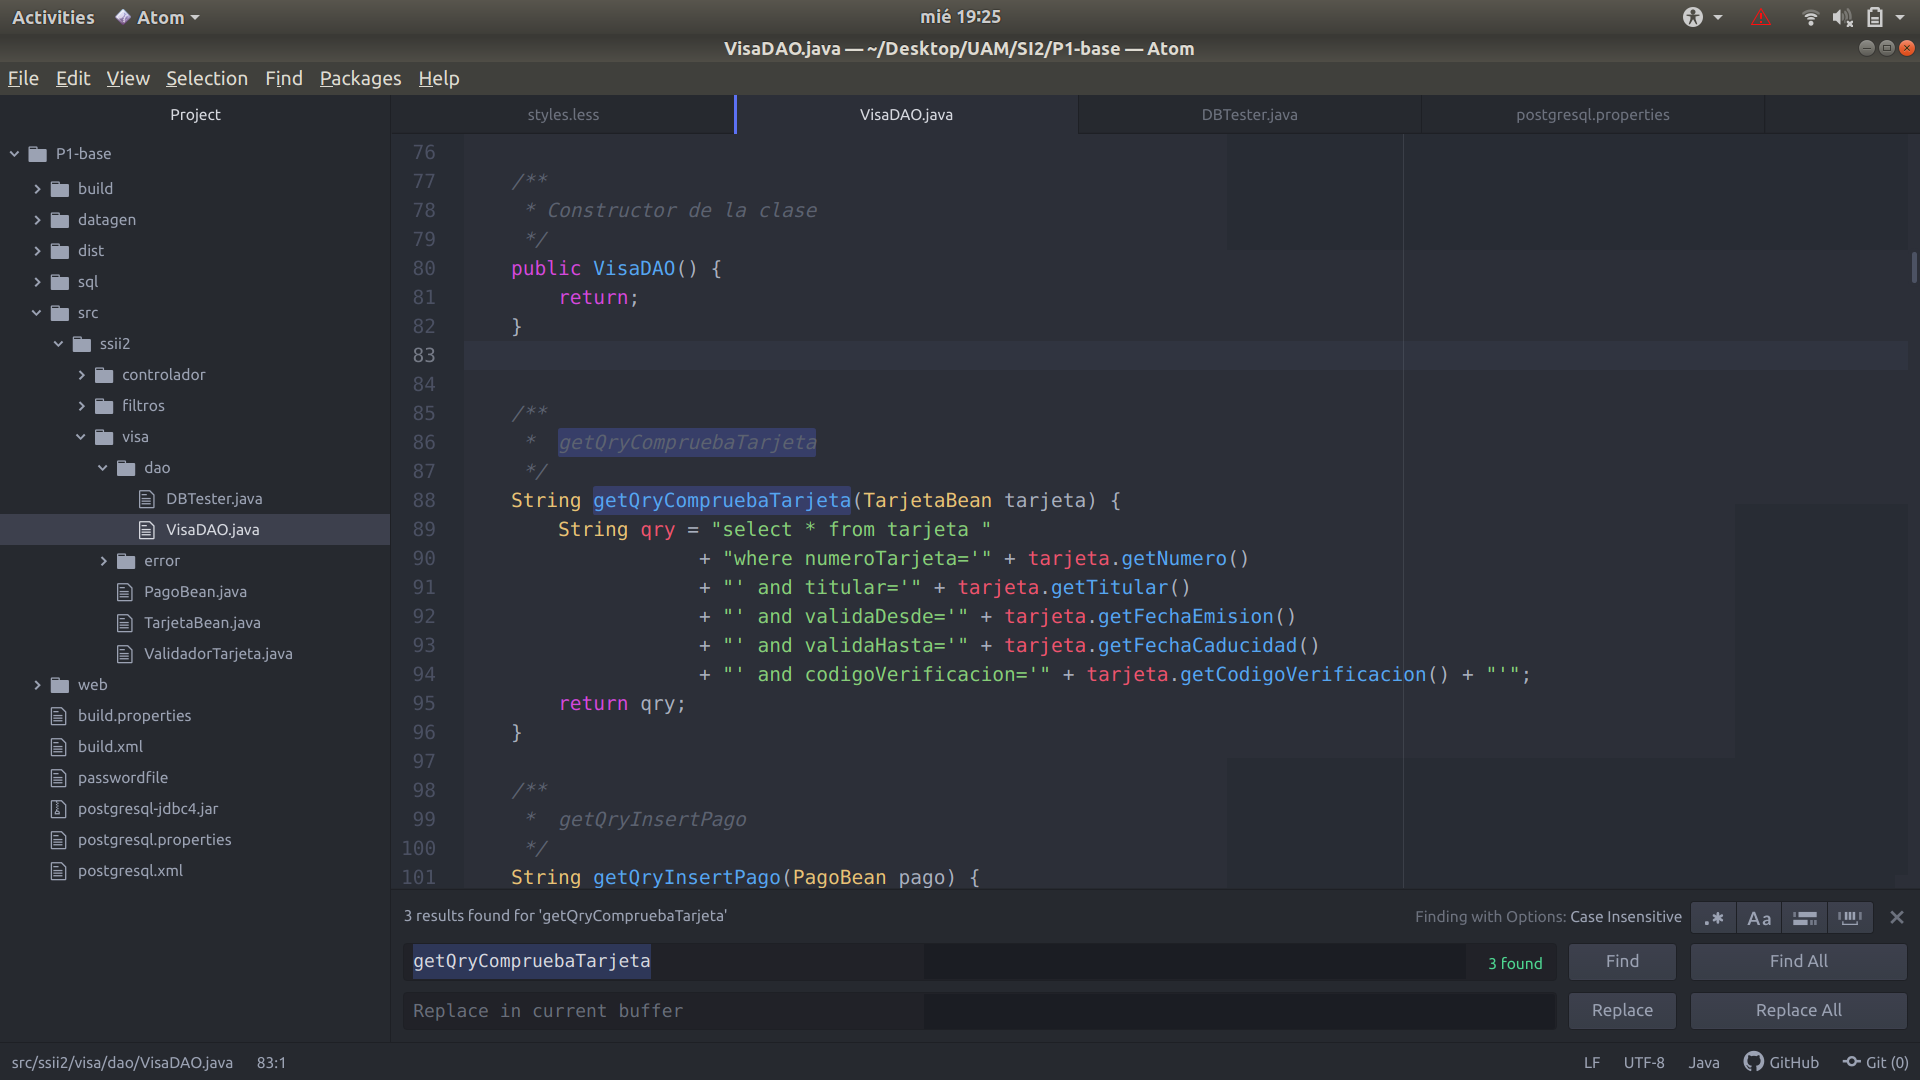 Activities Atom mié 19:25
VisaDAO.java — ~/Desktop/UAM/SI2/P1-base — Atom
File Edit View Selection Find Packages Help
Project
P1-base
build
datagen
dist
sql
src
ssii2
controlador
filtros
visa
dao
DBTester.java
VisaDAO.java
error
PagoBean.java
TarjetaBean.java
ValidadorTarjeta.java
web
build.properties
build.xml
passwordfile
postgresql-jdbc4.jar
postgresql.properties
postgresql.xml
styles.less VisaDAO.java DBTester.java postgresql.properties
76
77 /**
78 * Constructor de la clase
79 */
80 public VisaDAO() {
81 return;
82 }
83
84
85 /**
86 * getQryCompruebaTarjeta
87 */
88 String getQryCompruebaTarjeta(TarjetaBean tarjeta) {
89 String qry = "select * from tarjeta "
90 + "where numeroTarjeta='" + tarjeta.getNumero()
91 + "' and titular='" + tarjeta.getTitular()
92 + "' and validaDesde='" + tarjeta.getFechaEmision()
93 + "' and validaHasta='" + tarjeta.getFechaCaducidad()
94 + "' and codigoVerificacion='" + tarjeta.getCodigoVerificacion() + "'";
95 return qry;
96 }
97
98 /**
99 * getQryInsertPago
100 */
101 String getQryInsertPago(PagoBean pago) {
3 results found for 'getQryCompruebaTarjeta' Finding with Options: Case Insensitive .* Aa
getQryCompruebaTarjeta 3 found Find Find All
Replace in current buffer Replace Replace All
src/ssii2/visa/dao/VisaDAO.java 83:1 LF UTF-8 Java GitHub Git (0)